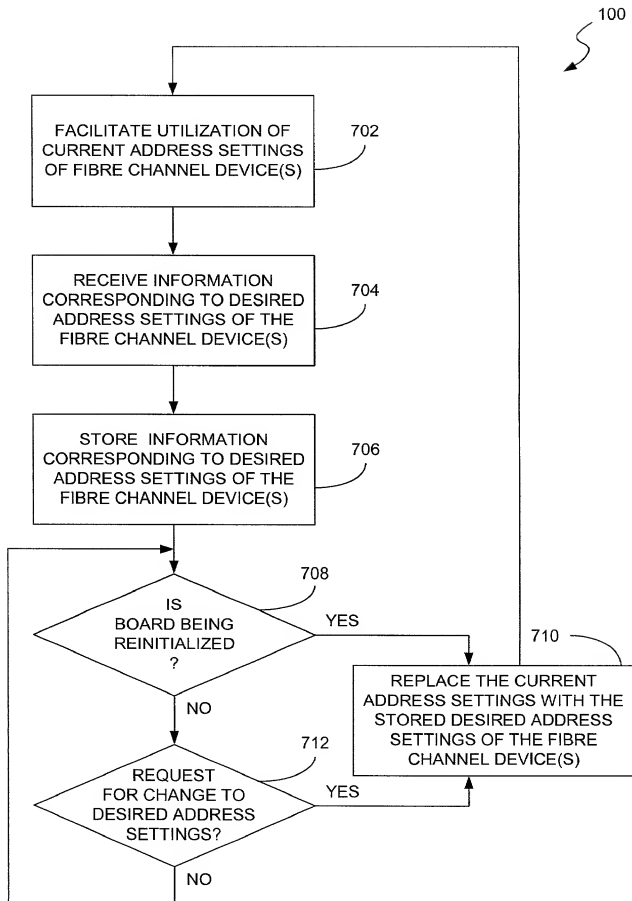 100
FACILITATE UTILIZATION OF
CURRENT ADDRESS SETTINGS
OF FIBRE CHANNEL DEVICE(S)
702
RECEIVE INFORMATION
CORRESPONDING TO DESIRED
ADDRESS SETTINGS OF THE
FIBRE CHANNEL DEVICE(S)
704
STORE INFORMATION
CORRESPONDING TO DESIRED
ADDRESS SETTINGS OF THE
FIBRE CHANNEL DEVICE(S)
706
IS
BOARD BEING
REINITIALIZED
?
708
YES
NO
710
REPLACE THE CURRENT
ADDRESS SETTINGS WITH THE
STORED DESIRED ADDRESS
SETTINGS OF THE FIBRE
CHANNEL DEVICE(S)
REQUEST
FOR CHANGE TO
DESIRED ADDRESS
SETTINGS?
712
YES
NO